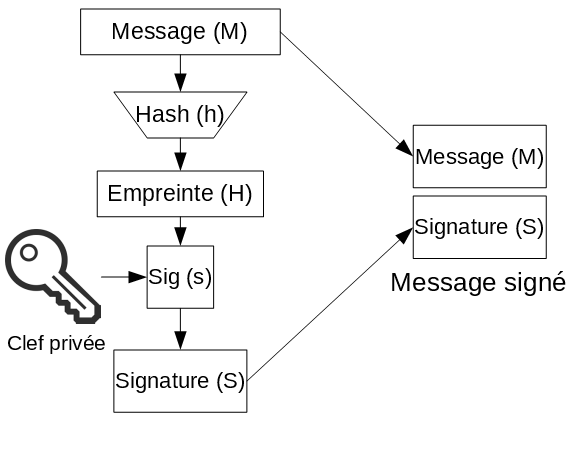 Message (M)
Hash (h)
Empreinte (H)
Sig (s)
Clef privée
Signature (S)
Message (M)
Signature (S)
Message signé